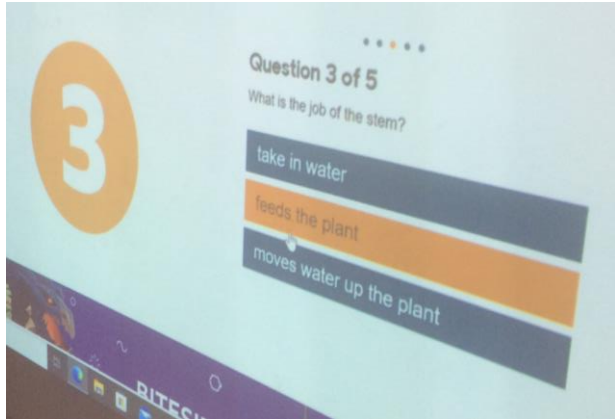 3
Question 3 of 5
What is the job of the stem?
take in water
feeds the plant
moves water up the plant